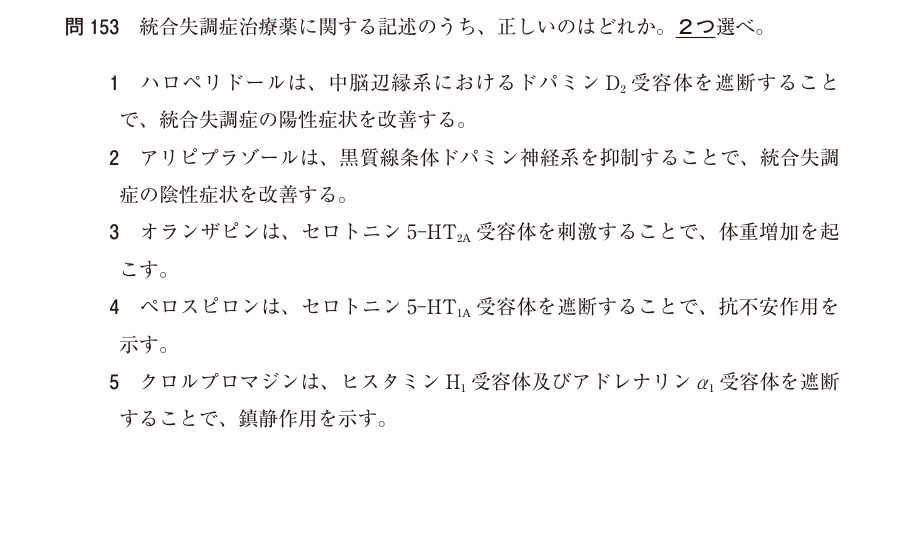 問 153　統合失調症治療薬に関する記述のうち、正しいのはどれか。２つ選べ。
1　ハロペリドールは、中脳辺縁系におけるドパミン D₂ 受容体を遮断すること
で、統合失調症の陽性症状を改善する。
2　アリピプラゾールは、黒質線条体ドパミン神経系を抑制することで、統合失調
症の陰性症状を改善する。
3　オランザピンは、セロトニン 5-HT2A 受容体を刺激することで、体重増加を起
こす。
4　ペロスピロンは、セロトニン 5-HT1A 受容体を遮断することで、抗不安作用を
示す。
5　クロルプロマジンは、ヒスタミン H₁ 受容体及びアドレナリン α₁ 受容体を遮断
することで、鎮静作用を示す。